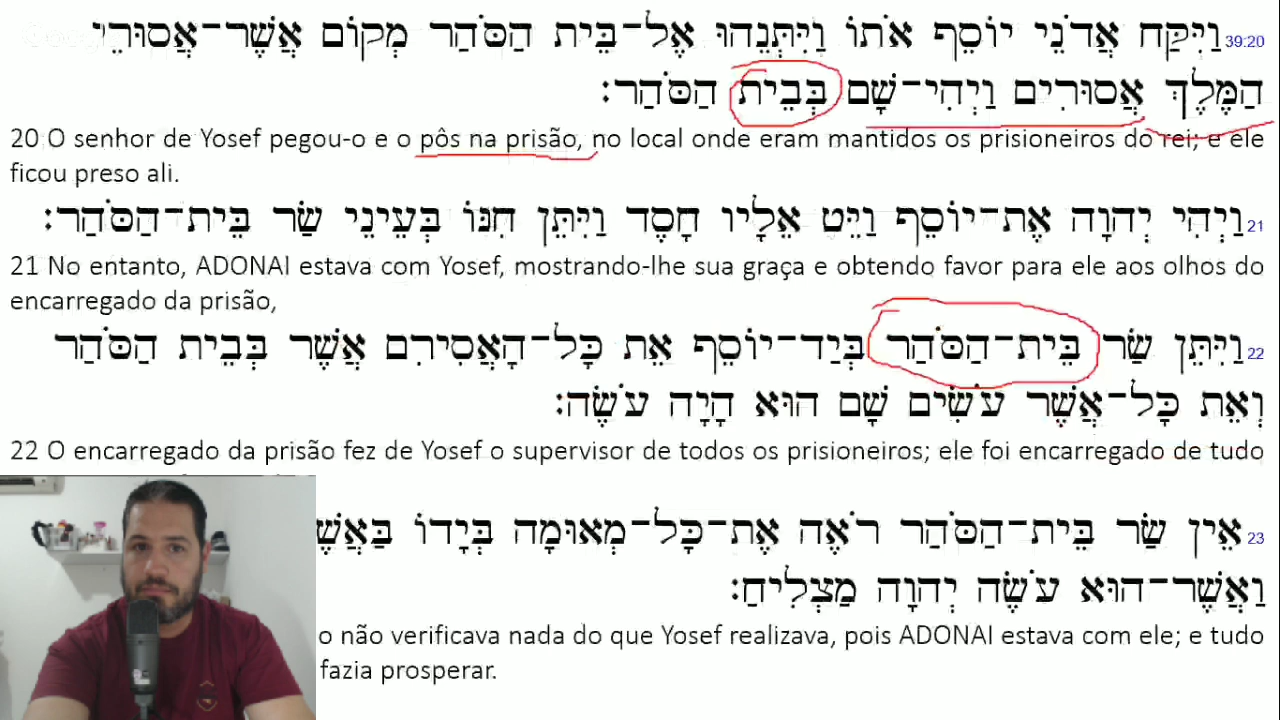 39:20 וַיִּקַּח אֲדֹנֵי יוֹסֵף אֹתוֹ וַיִּתְּנֵהוּ אֶל־בֵּית הַסֹּהַר מְקוֹם אֲשֶׁר־אֲסוּרֵי
הַמֶּלֶךְ אֲסוּרִים וַיְהִי־שָׁם בְּבֵית הַסֹּהַר׃
20 O senhor de Yosef pegou-o e o pôs na prisão, no local onde eram mantidos os prisioneiros do rei; e ele
ficou preso ali.
21 וַיְהִי יְהוָה אֶת־יוֹסֵף וַיֵּט אֵלָיו חָסֶד וַיִּתֵּן חִנּוֹ בְּעֵינֵי שַׂר בֵּית־הַסֹּהַר׃
21 No entanto, ADONAI estava com Yosef, mostrando-lhe sua graça e obtendo favor para ele aos olhos do
encarregado da prisão,
22 וַיִּתֵּן שַׂר בֵּית־הַסֹּהַר בְּיַד־יוֹסֵף אֵת כָּל־הָאֲסִירִם אֲשֶׁר בְּבֵית הַסֹּהַר
וְאֵת כָּל־אֲשֶׁר עֹשִׂים שָׁם הוּא הָיָה עֹשֶׂה׃
22 O encarregado da prisão fez de Yosef o supervisor de todos os prisioneiros; ele foi encarregado de tudo
23 אֵין שַׂר בֵּית־הַסֹּהַר רֹאֶה אֶת־כָּל־מְאוּמָה בְּיָדוֹ בַּאֲשֶׁ
וַאֲשֶׁר־הוּא עֹשֶׂה יְהוָה מַצְלִיחַ׃
o não verificava nada do que Yosef realizava, pois ADONAI estava com ele; e tudo
fazia prosperar.